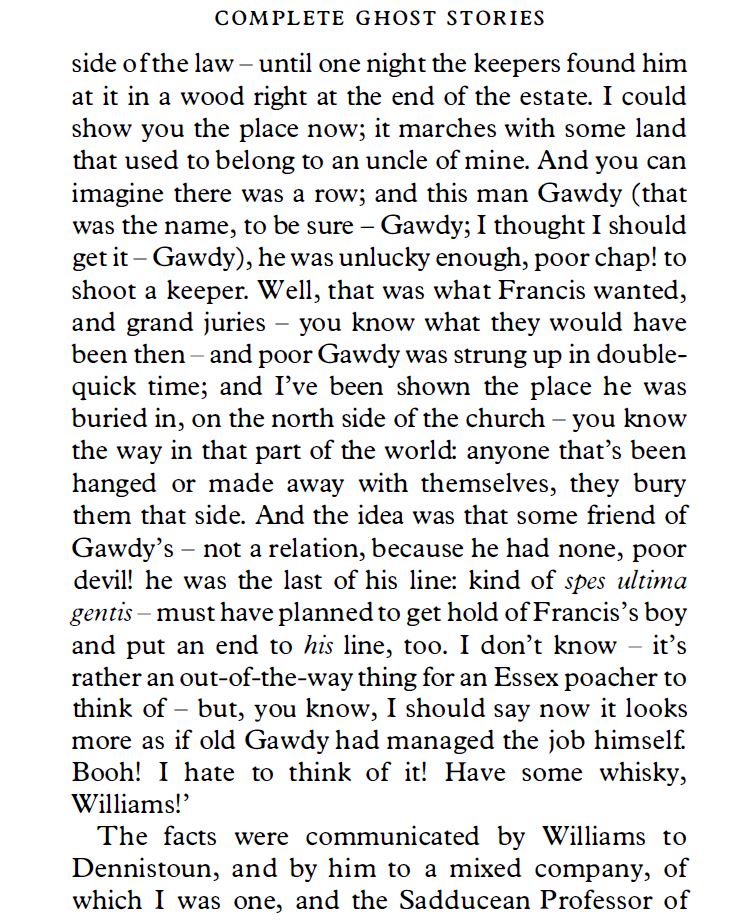 COMPLETE GHOST STORIES
side of the law – until one night the keepers found him
at it in a wood right at the end of the estate. I could
show you the place now; it marches with some land
that used to belong to an uncle of mine. And you can
imagine there was a row; and this man Gawdy (that
was the name, to be sure – Gawdy; I thought I should
get it – Gawdy), he was unlucky enough, poor chap! to
shoot a keeper. Well, that was what Francis wanted,
and grand juries – you know what they would have
been then – and poor Gawdy was strung up in double-
quick time; and I’ve been shown the place he was
buried in, on the north side of the church – you know
the way in that part of the world: anyone that’s been
hanged or made away with themselves, they bury
them that side. And the idea was that some friend of
Gawdy’s – not a relation, because he had none, poor
devil! he was the last of his line: kind of spes ultima
gentis – must have planned to get hold of Francis’s boy
and put an end to his line, too. I don’t know – it’s
rather an out-of-the-way thing for an Essex poacher to
think of – but, you know, I should say now it looks
more as if old Gawdy had managed the job himself.
Booh! I hate to think of it! Have some whisky,
Williams!’
The facts were communicated by Williams to
Dennistoun, and by him to a mixed company, of
which I was one, and the Sadducean Professor of